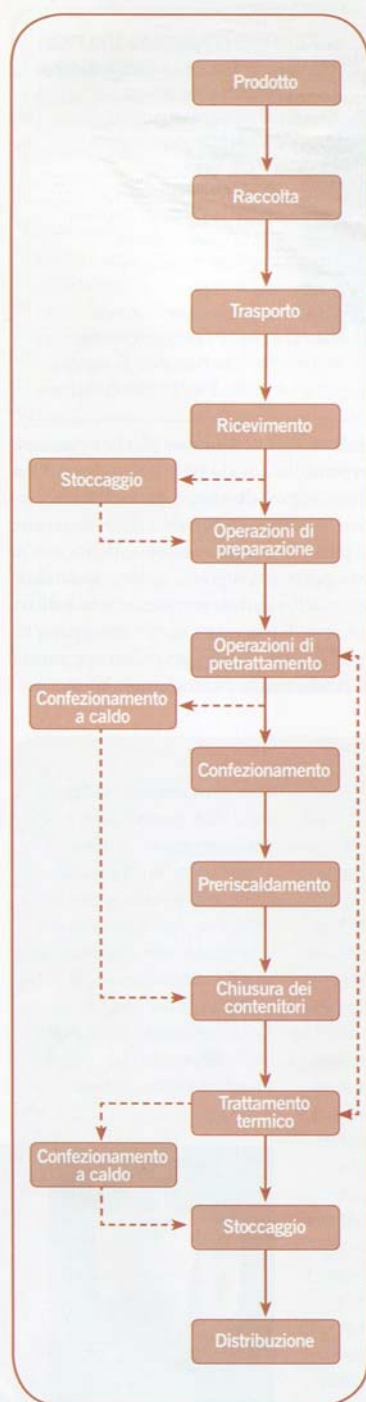 Prodotto
Raccolta
Trasporto
Ricevimento
Stoccaggio
Operazioni di
preparazione
Operazioni di
pretrattamento
Confezionamento
a caldo
Confezionamento
Preriscaldamento
Chiusura dei
contenitori
Trattamento
termico
Confezionamento
a caldo
Stoccaggio
Distribuzione